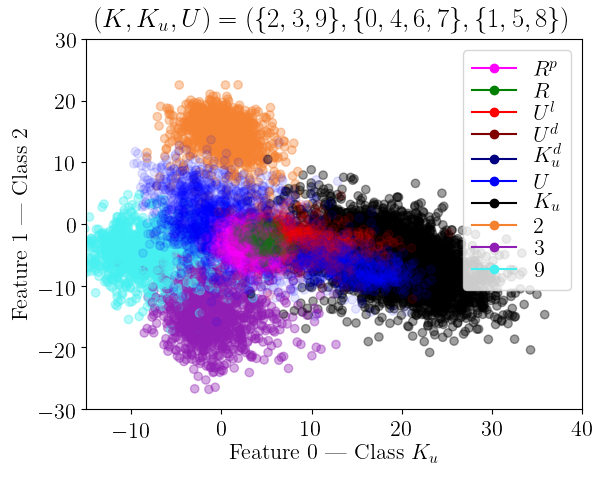 (K, K_u, U) = ({2, 3, 9}, {0, 4, 6, 7}, {1, 5, 8})
30
20
10
0
−10
−20
−30
Feature 1 — Class 2
R^p
R
U^l
U^d
K_u^d
U
K_u
2
3
9
−10
0
10
20
30
40
Feature 0 — Class K_u